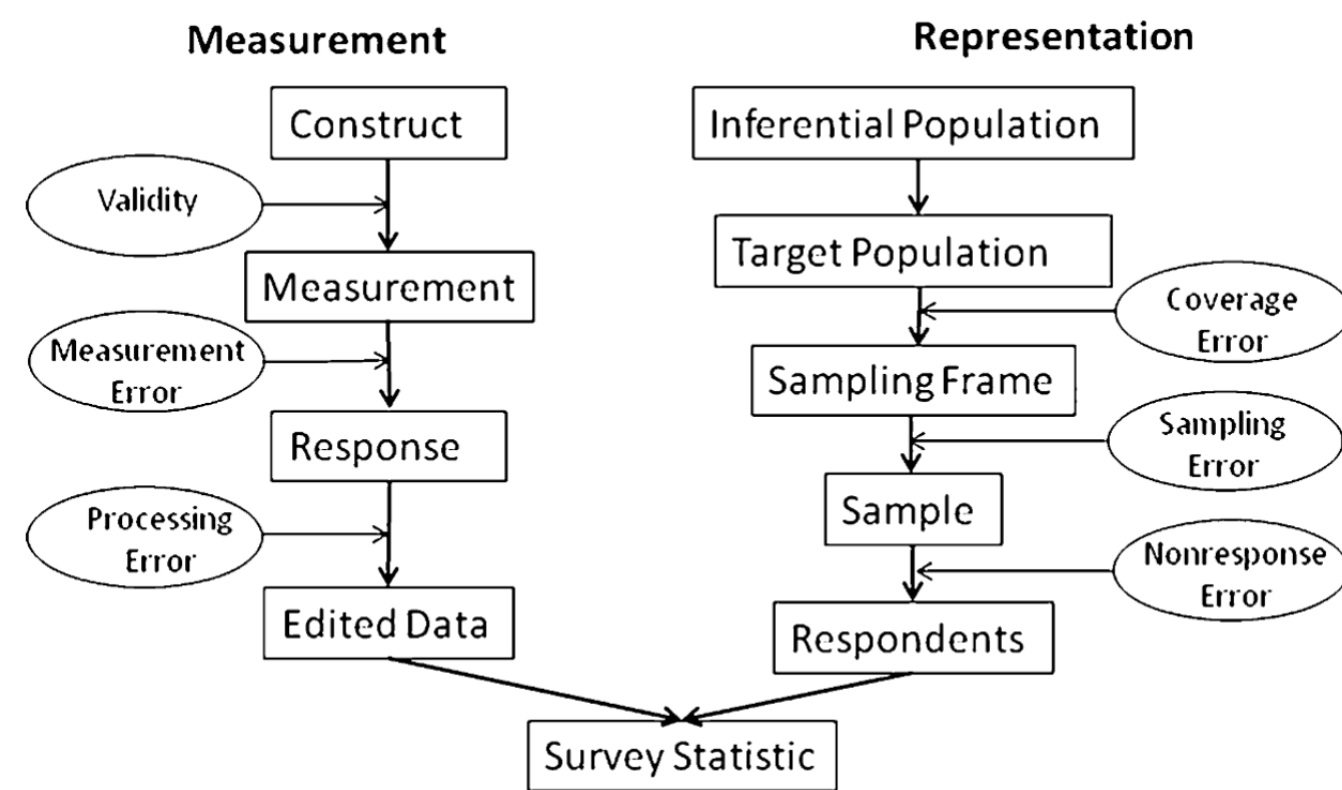 Measurement
Construct
Validity
Measurement
Measurement
Error
Response
Processing
Error
Edited Data
Representation
Inferential Population
Target Population
Coverage
Error
Sampling Frame
Sampling
Error
Sample
Nonresponse
Error
Respondents
Survey Statistic